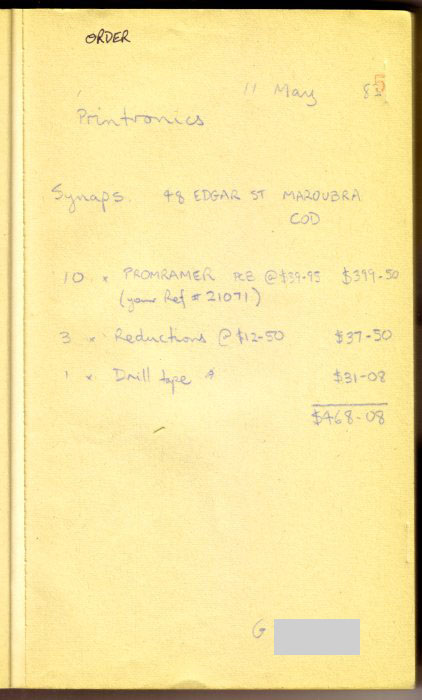 ORDER
11 May 85
Printronics
Synaps. 48 EDGAR ST MAROUBRA
COD
10 × PROMRAMER PCB @ $39-95 $399-50
(your Ref # 21071)
3 × Reductions @ $12-50 $37-50
1 × Drill tape $31-08
$468-08
G